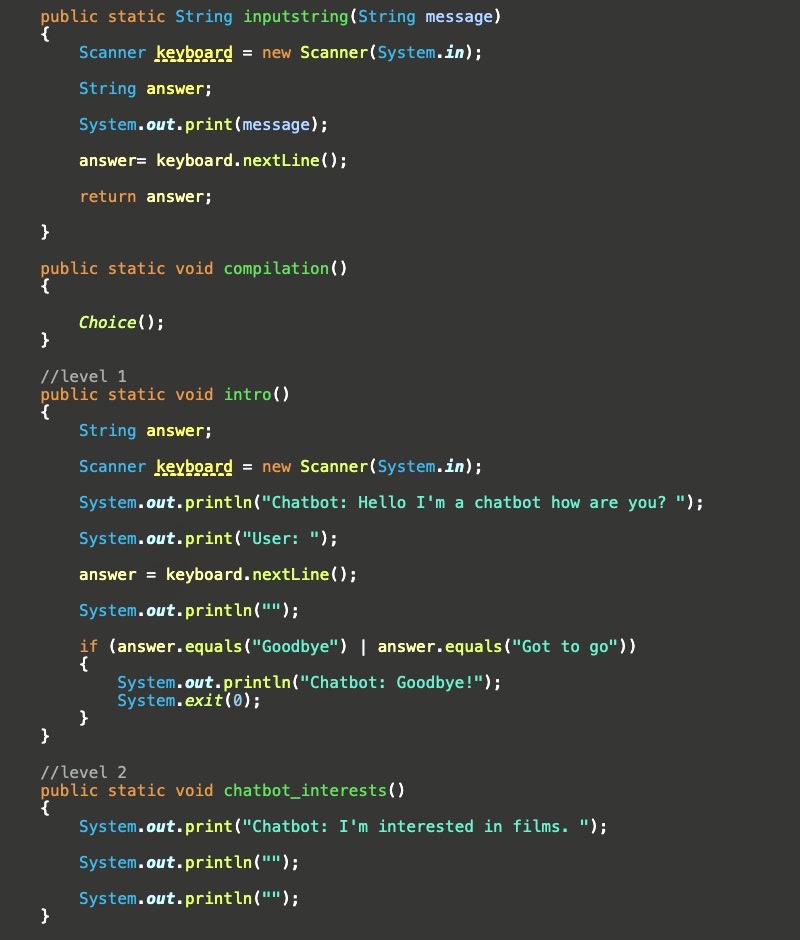 public static String inputstring(String message)
{
Scanner keyboard = new Scanner(System.in);
String answer;
System.out.print(message);
answer= keyboard.nextLine();
return answer;
}
public static void compilation()
{
Choice();
}
//level 1
public static void intro()
{
String answer;
Scanner keyboard = new Scanner(System.in);
System.out.println("Chatbot: Hello I'm a chatbot how are you? ");
System.out.print("User: ");
answer = keyboard.nextLine();
System.out.println("");
if (answer.equals("Goodbye") | answer.equals("Got to go"))
{
System.out.println("Chatbot: Goodbye!");
System.exit(0);
}
}
//level 2
public static void chatbot_interests()
{
System.out.print("Chatbot: I'm interested in films. ");
System.out.println("");
System.out.println("");
}